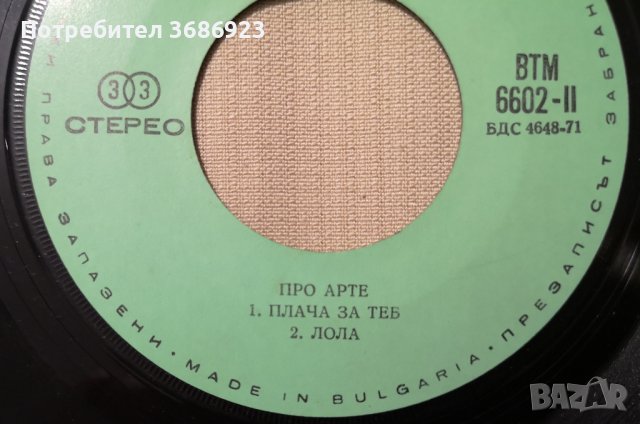 Потребител 3686923
33
СТЕРЕО
ВТМ
6602-II
БДС 4648-71
ПРО АРТЕ
1. ПЛАЧА ЗА ТЕБ
2. ЛОЛА
ПРАВА ЗАПАЗЕНИ · MADE IN BULGARIA · ПРЕЗАПИСЪТ ЗАБРАН
BAZAR